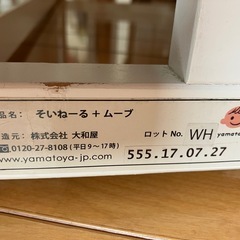 品名： そいねーる＋ムーブ
造元： 株式会社 大和屋
0120-27-8108 (平日9～17時)
www.yamatoya-jp.com
ロット No. WH
555.17.07.27
yamato